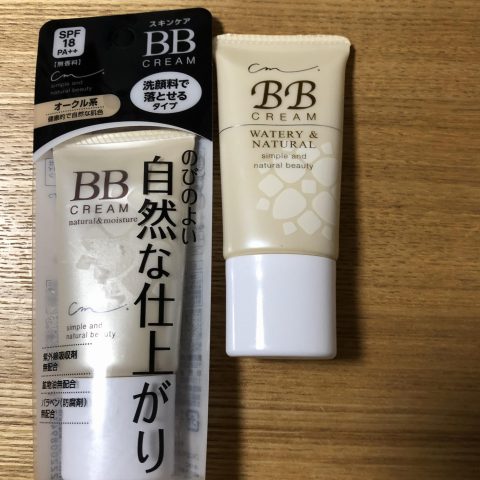 SPF
18
PA++
【無香料】
スキンケア
BB
CREAM
cm.
simple and
natural beauty
オークル系
健康的で自然な肌色
洗顔料で
落とせる
タイプ
のびのよい
自然な仕上がり
BB
CREAM
natural&moisture
cm.
simple and
natural beauty
紫外線吸収剤
無配合
鉱物油無配合
パラベン(防腐剤)
無配合
cm.
BB
CREAM
WATERY &
NATURAL
simple and
natural beauty